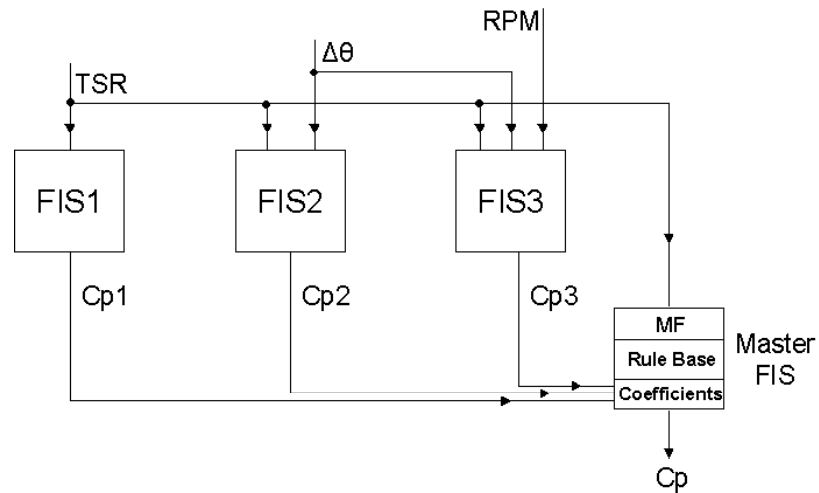 RPM
Δθ
TSR
FIS1
FIS2
FIS3
Cp1
Cp2
Cp3
MF
Rule Base
Coefficients
Master
FIS
Cp